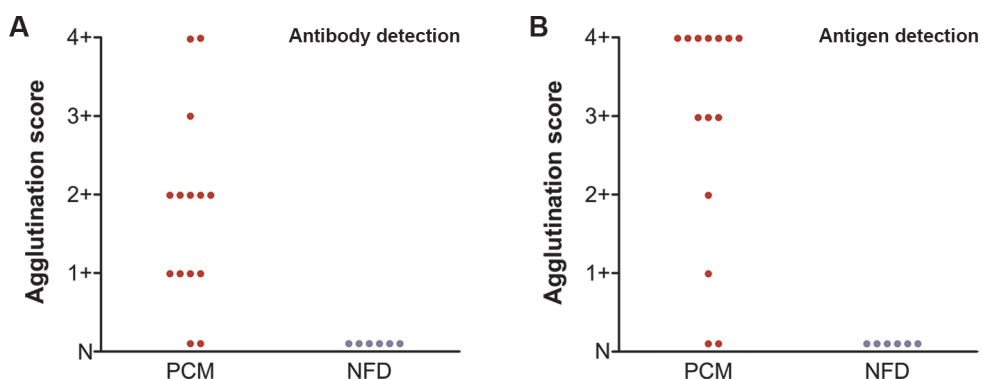 A
Antibody detection
Agglutination score
4+
3+
2+
1+
N
PCM NFD
B
Antigen detection
Agglutination score
4+
3+
2+
1+
N
PCM NFD